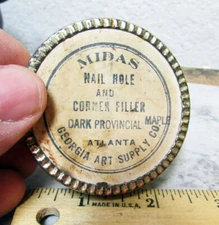 MIDAS
NAIL HOLE
AND
CORNER FILLER
DARK PROVINCIAL MAPLE
ATLANTA
GEORGIA ART SUPPLY CO.
MADE IN U.S.A.
1
2